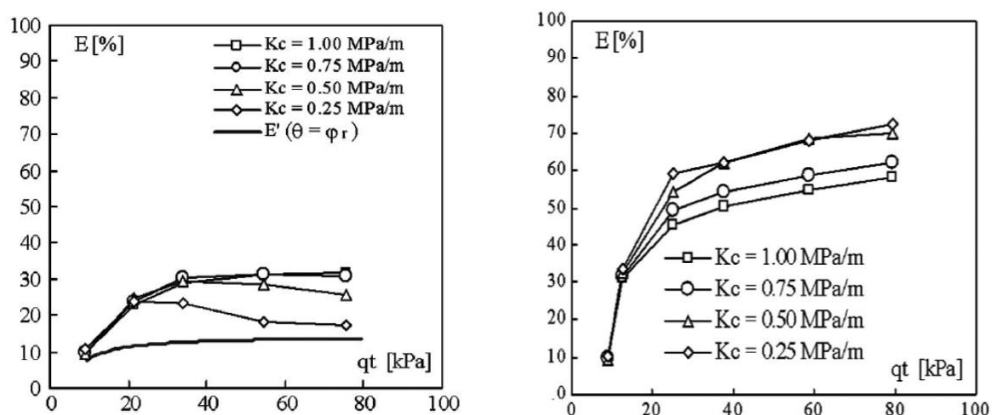 100
90
80
70
60
50
40
30
20
10
0
E [%]
Kc = 1.00 MPa/m
Kc = 0.75 MPa/m
Kc = 0.50 MPa/m
Kc = 0.25 MPa/m
E' (θ = φ r)
qt [kPa]
0 20 40 60 80 100
100
90
80
70
60
50
40
30
20
10
0
E [%]
Kc = 1.00 MPa/m
Kc = 0.75 MPa/m
Kc = 0.50 MPa/m
Kc = 0.25 MPa/m
qt [kPa]
0 20 40 60 80 100